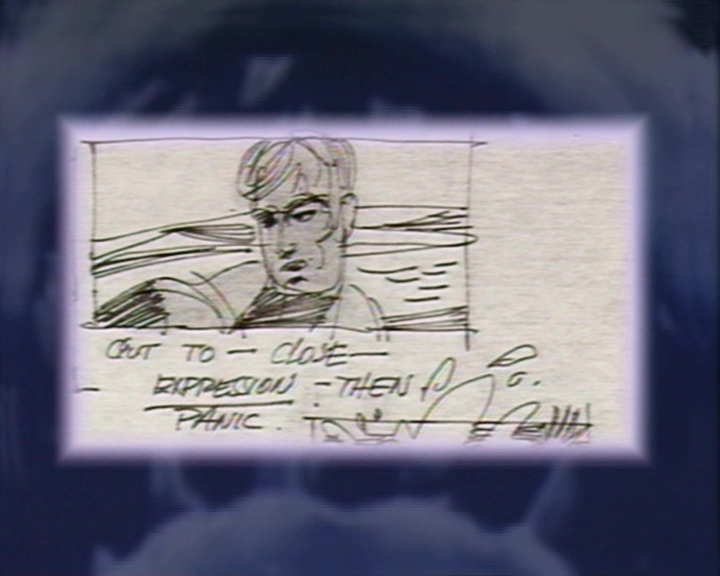 CUT TO — CLOSE —
EXPRESSION - THEN
PANIC.